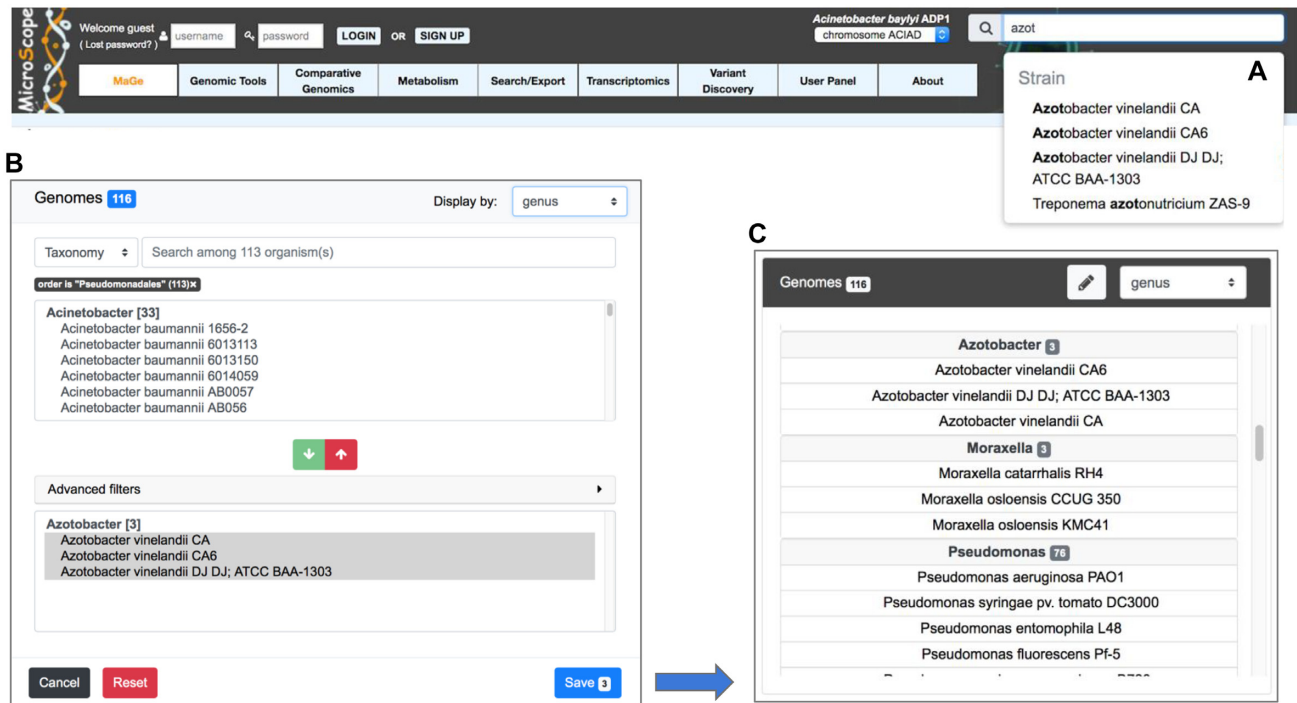 MicroScope
Welcome guest
( Lost password? )
username
password
LOGIN
OR
SIGN UP
Acinetobacter baylyi ADP1
chromosome ACIAD
azot
MaGe
Genomic Tools
Comparative
Genomics
Metabolism
Search/Export
Transcriptomics
Variant
Discovery
User Panel
About
A
Strain
Azotobacter vinelandii CA
Azotobacter vinelandii CA6
Azotobacter vinelandii DJ DJ;
ATCC BAA-1303
Treponema azotonutricium ZAS-9
B
Genomes 116
Display by: genus
Taxonomy
Search among 113 organism(s)
order is "Pseudomonadales" (113)×
Acinetobacter [33]
Acinetobacter baumannii 1656-2
Acinetobacter baumannii 6013113
Acinetobacter baumannii 6013150
Acinetobacter baumannii 6014059
Acinetobacter baumannii AB0057
Acinetobacter baumannii AB056
Advanced filters
Azotobacter [3]
Azotobacter vinelandii CA
Azotobacter vinelandii CA6
Azotobacter vinelandii DJ DJ; ATCC BAA-1303
Cancel
Reset
Save 3
C
Genomes 116
genus
Azotobacter 3
Azotobacter vinelandii CA6
Azotobacter vinelandii DJ DJ; ATCC BAA-1303
Azotobacter vinelandii CA
Moraxella 3
Moraxella catarrhalis RH4
Moraxella osloensis CCUG 350
Moraxella osloensis KMC41
Pseudomonas 76
Pseudomonas aeruginosa PAO1
Pseudomonas syringae pv. tomato DC3000
Pseudomonas entomophila L48
Pseudomonas fluorescens Pf-5